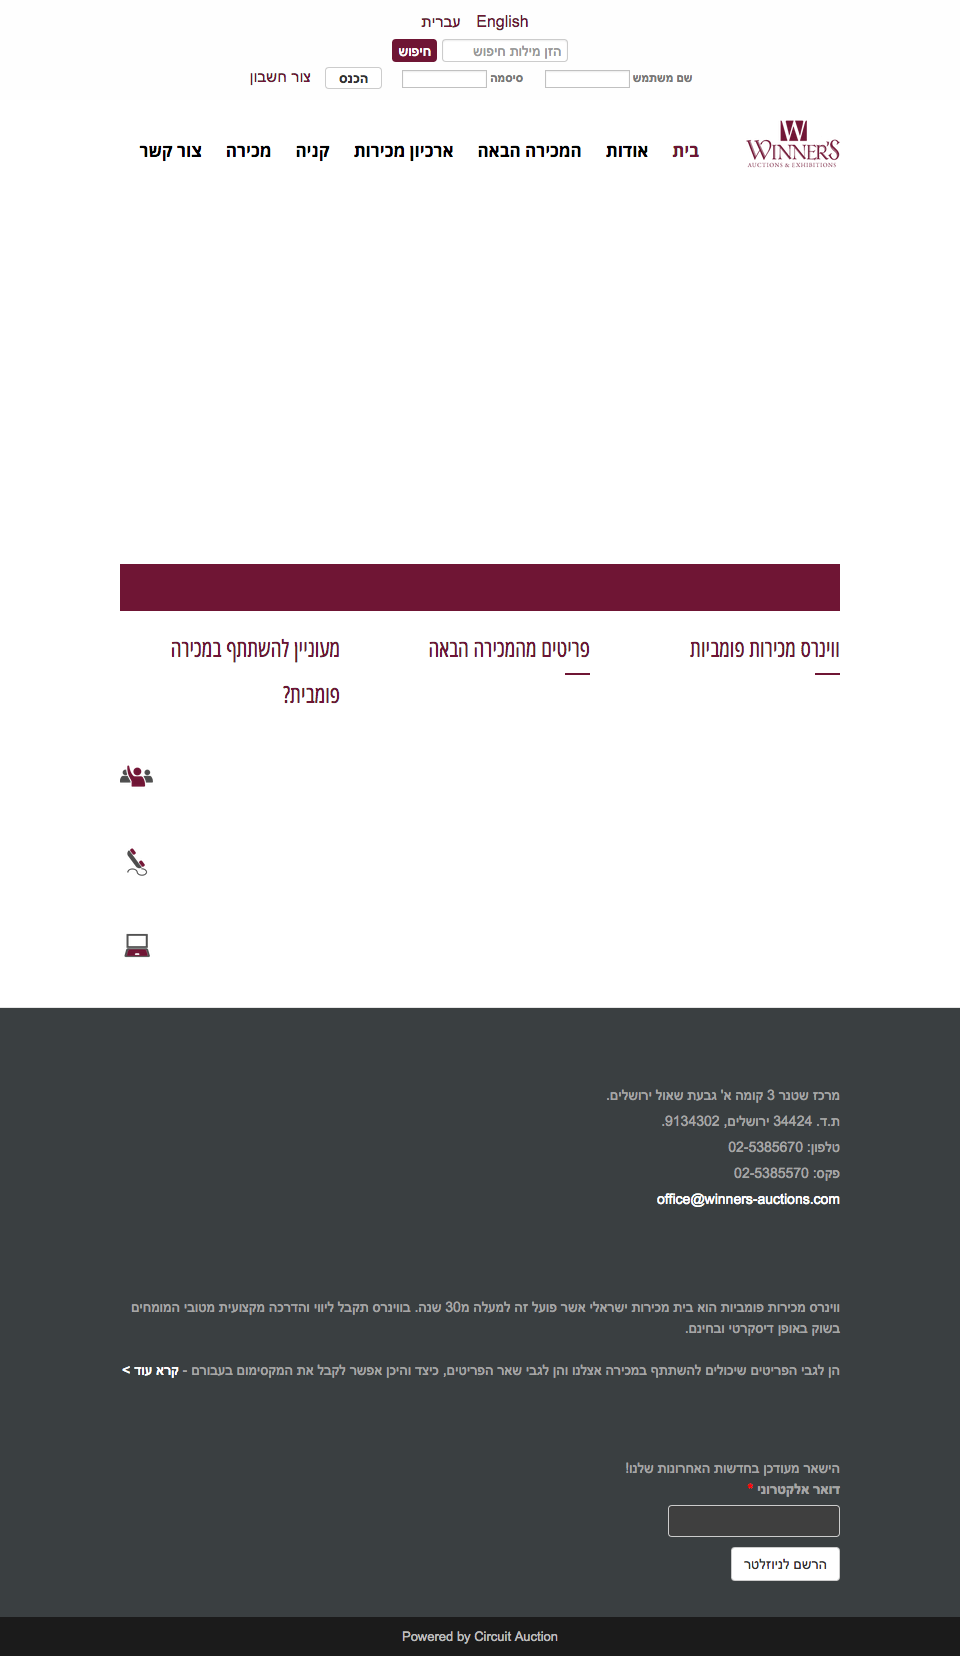 עברית English
הזן מילות חיפוש חיפוש
שם משתמש סיסמה הכנס צור חשבון
WINNER'S
AUCTIONS & EXHIBITIONS
בית אודות המכירה הבאה ארכיון מכירות קניה מכירה צור קשר
ווינרס מכירות פומביות
פריטים מהמכירה הבאה
מעוניין להשתתף במכירה
פומבית?
מרכז שטנר 3 קומה א' גבעת שאול ירושלים.
ת.ד. 34424 ירושלים, 9134302.
טלפון: 02-5385670
פקס: 02-5385570
office@winners-auctions.com
ווינרס מכירות פומביות הוא בית מכירות ישראלי אשר פועל זה למעלה מ30 שנה. בווינרס תקבל ליווי והדרכה מקצועית מטובי המומחים
בשוק באופן דיסקרטי ובחינם.
הן לגבי הפריטים שיכולים להשתתף במכירה אצלנו והן לגבי שאר הפריטים, כיצד והיכן אפשר לקבל את המקסימום בעבורם - קרא עוד >
הישאר מעודכן בחדשות האחרונות שלנו!
דואר אלקטרוני *
הרשם לניוזלטר
Powered by Circuit Auction